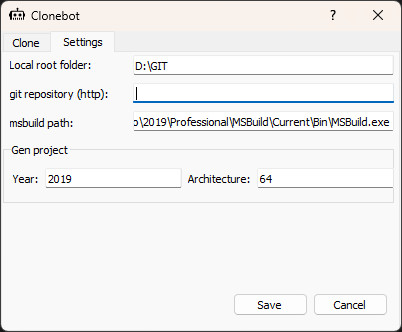 Clonebot
?
Clone Settings
Local root folder: D:\GIT
git repository (http):
msbuild path: \2019\Professional\MSBuild\Current\Bin\MSBuild.exe
Gen project
Year: 2019 Architecture: 64
Save Cancel